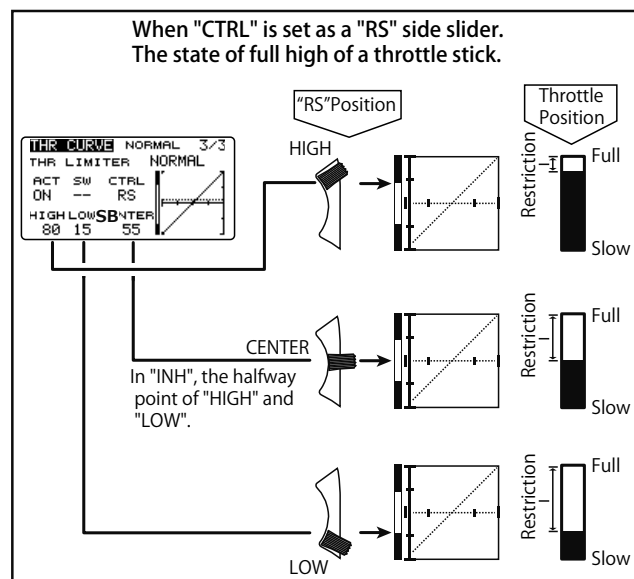 When "CTRL" is set as a "RS" side slider.
The state of full high of a throttle stick.
"RS"Position
Throttle
Position
THR CURVE NORMAL 3/3
THR LIMITER NORMAL
ACT SW CTRL
ON -- RS
HIGH LOW SB NTER
80 15 55
HIGH
Restriction
Full
Slow
CENTER
In "INH", the halfway
point of "HIGH" and
"LOW".
Restriction
Full
Slow
LOW
Restriction
Full
Slow